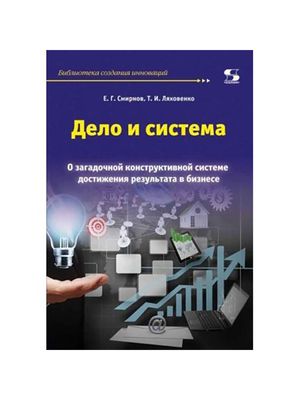 Библиотека создания инноваций
Е. Г. Смирнов, Т. И. Ляховенко
Дело и система
О загадочной конструктивной системе
достижения результата в бизнесе
@